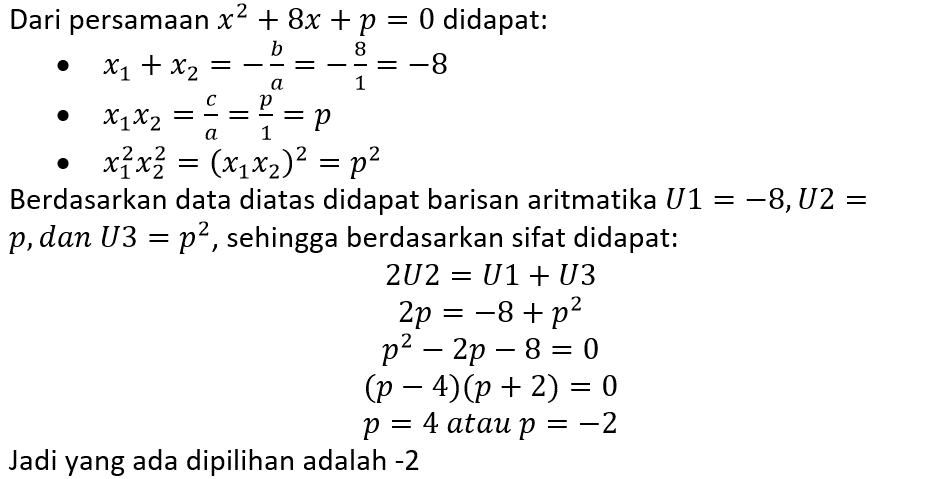 Dari persamaan x² + 8x + p = 0 didapat:
• x₁ + x₂ = −b/a = −8/1 = −8
• x₁x₂ = c/a = p/1 = p
• x₁²x₂² = (x₁x₂)² = p²
Berdasarkan data diatas didapat barisan aritmatika U1 = −8, U2 =
p, dan U3 = p², sehingga berdasarkan sifat didapat:
2U2 = U1 + U3
2p = −8 + p²
p² − 2p − 8 = 0
(p − 4)(p + 2) = 0
p = 4 atau p = −2
Jadi yang ada dipilihan adalah -2